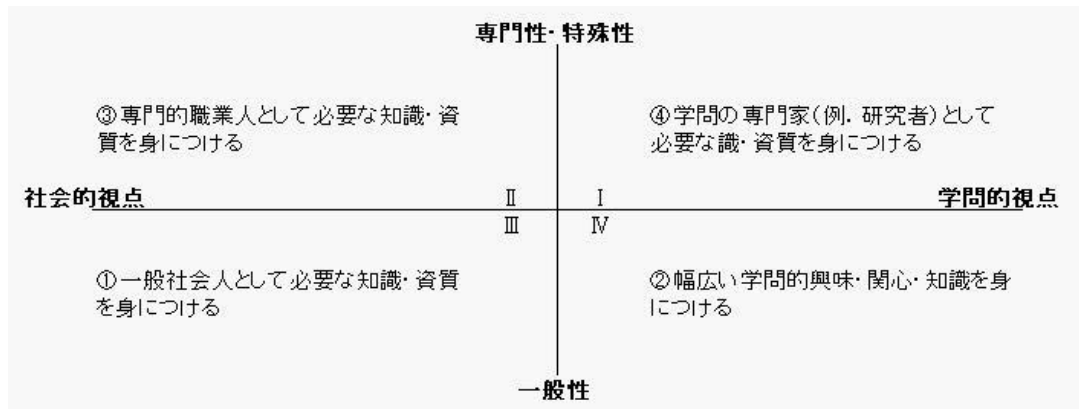 専門性・特殊性
③専門的職業人として必要な知識・資
質を身につける
④学問の専門家(例．研究者)として
必要な識・資質を身につける
社会的視点
Ⅱ
Ⅰ
学問的視点
Ⅲ
Ⅳ
①一般社会人として必要な知識・資質
を身につける
②幅広い学問的興味・関心・知識を身
につける
一般性